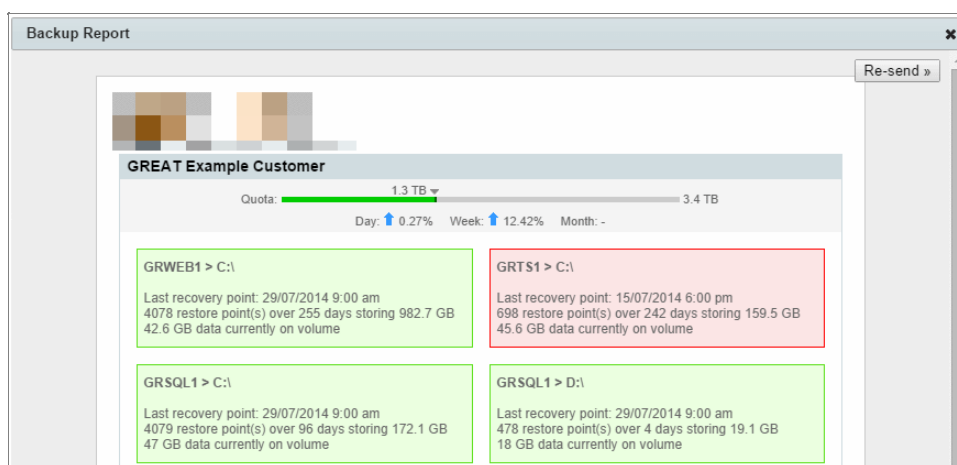 Backup Report
Re-send »
GREAT Example Customer
1.3 TB
Quota: 3.4 TB
Day: 0.27% Week: 12.42% Month: -
GRWEB1 > C:\
Last recovery point: 29/07/2014 9:00 am
4078 restore point(s) over 255 days storing 982.7 GB
42.6 GB data currently on volume
GRTS1 > C:\
Last recovery point: 15/07/2014 6:00 pm
698 restore point(s) over 242 days storing 159.5 GB
45.6 GB data currently on volume
GRSQL1 > C:\
Last recovery point: 29/07/2014 9:00 am
4079 restore point(s) over 96 days storing 172.1 GB
47 GB data currently on volume
GRSQL1 > D:\
Last recovery point: 29/07/2014 9:00 am
478 restore point(s) over 4 days storing 19.1 GB
18 GB data currently on volume